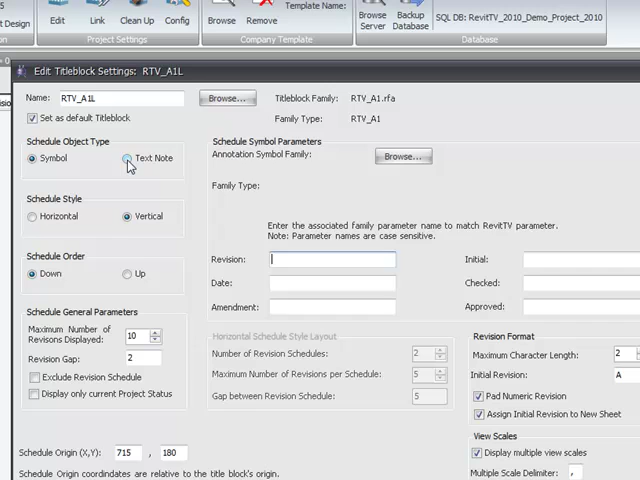 5
t Design
Edit
Link
Clean Up
Config
Project Settings
Browse
Remove
Template Name:
Company Template
Browse
Server
Backup
Database
SQL DB: RevitTV_2010_Demo_Project_2010
Database
= 0
Edit Titleblock Settings: RTV_A1L
Name: RTV_A1L Browse... Titleblock Family: RTV_A1.rfa
Set as default Titleblock Family Type: RTV_A1
Schedule Object Type
Symbol Text Note
Schedule Style
Horizontal Vertical
Schedule Order
Down Up
Schedule General Parameters
Maximum Number of
Revisons Displayed: 10
Revision Gap: 2
Exclude Revision Schedule
Display only current Project Status
Schedule Symbol Parameters
Annotation Symbol Family: Browse...
Family Type:
Enter the associated family parameter name to match RevitTV parameter.
Note: Parameter names are case sensitive.
Revision: Initial:
Date: Checked:
Amendment: Approved:
Horizontal Schedule Style Layout
Number of Revision Schedules: 2
Maximum Number of Revisions per Schedule: 5
Gap between Revision Schedule: 5
Revision Format
Maximum Character Length: 2
Initial Revision: A
Pad Numeric Revision
Assign Initial Revision to New Sheet
View Scales
Display multiple view scales
Multiple Scale Delimiter: ,
Schedule Origin (X,Y): 715 , 180
Schedule Origin coordinates are relative to the title block's origin.